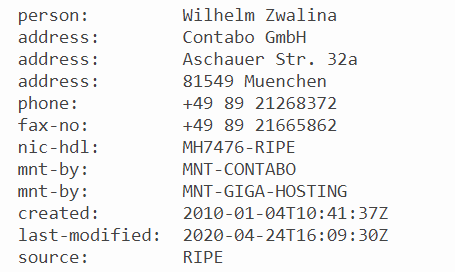 person:         Wilhelm Zwalina
address:        Contabo GmbH
address:        Aschauer Str. 32a
address:        81549 Muenchen
phone:          +49 89 21268372
fax-no:         +49 89 21665862
nic-hdl:        MH7476-RIPE
mnt-by:         MNT-CONTABO
mnt-by:         MNT-GIGA-HOSTING
created:        2010-01-04T10:41:37Z
last-modified:  2020-04-24T16:09:30Z
source:         RIPE